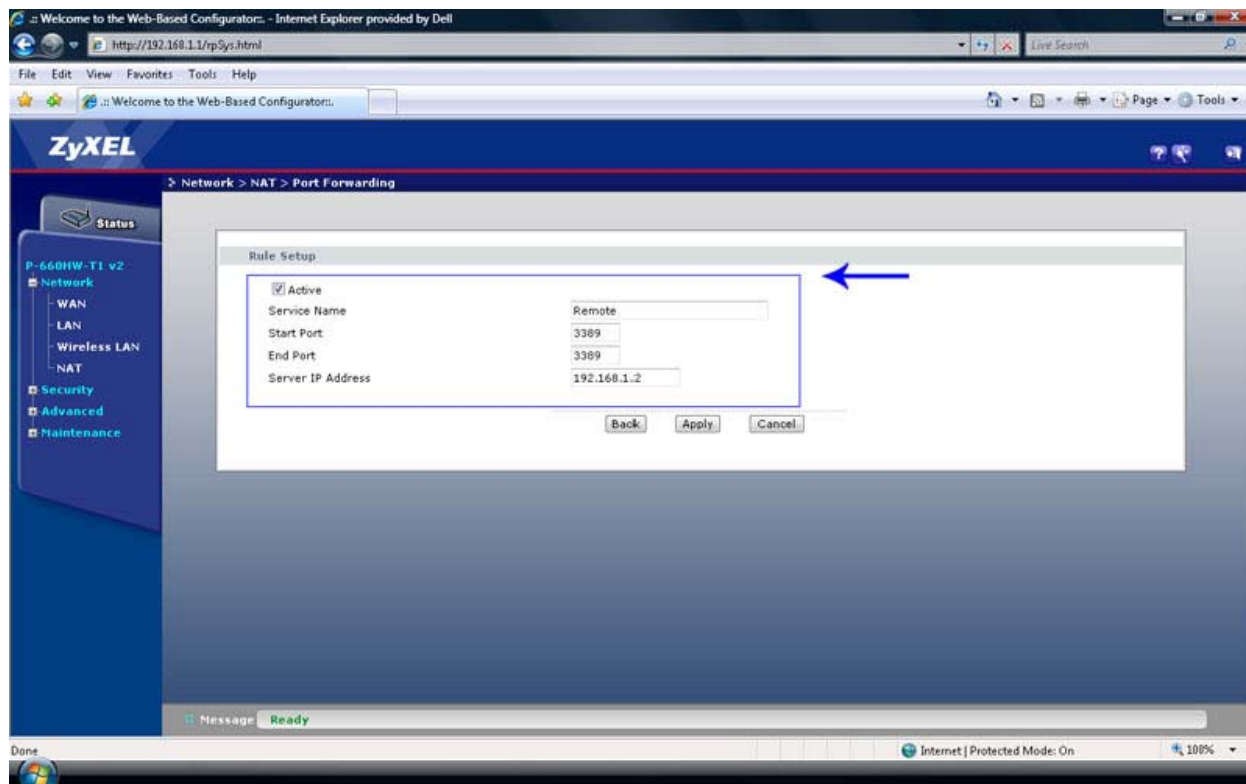 .:: Welcome to the Web-Based Configurator::. - Internet Explorer provided by Dell
http://192.168.1.1/rpSys.html
Live Search
File Edit View Favorites Tools Help
.:: Welcome to the Web-Based Configurator::.
Page Tools
ZyXEL
> Network > NAT > Port Forwarding
Status
P-660HW-T1 v2
Network
WAN
LAN
Wireless LAN
NAT
Security
Advanced
Maintenance
Rule Setup
Active
Service Name Remote
Start Port 3389
End Port 3389
Server IP Address 192.168.1.2
Back Apply Cancel
Message Ready
Done Internet | Protected Mode: On 100%